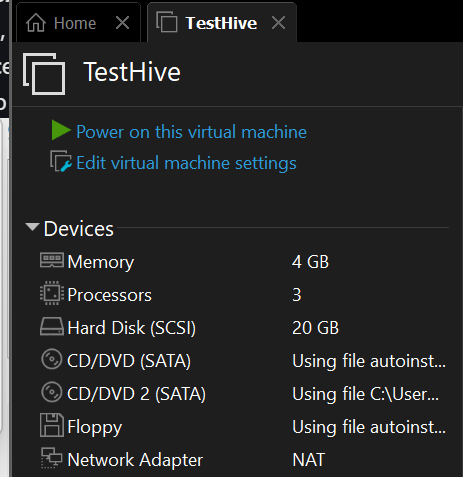 Home
TestHive
TestHive
Power on this virtual machine
Edit virtual machine settings
Devices
Memory 4 GB
Processors 3
Hard Disk (SCSI) 20 GB
CD/DVD (SATA) Using file autoinst...
CD/DVD 2 (SATA) Using file C:\User...
Floppy Using file autoinst...
Network Adapter NAT